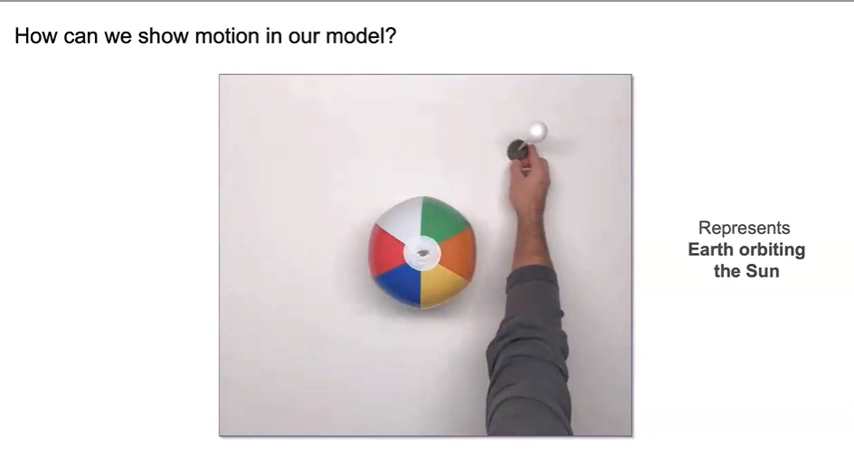 How can we show motion in our model?
Represents
Earth orbiting
the Sun